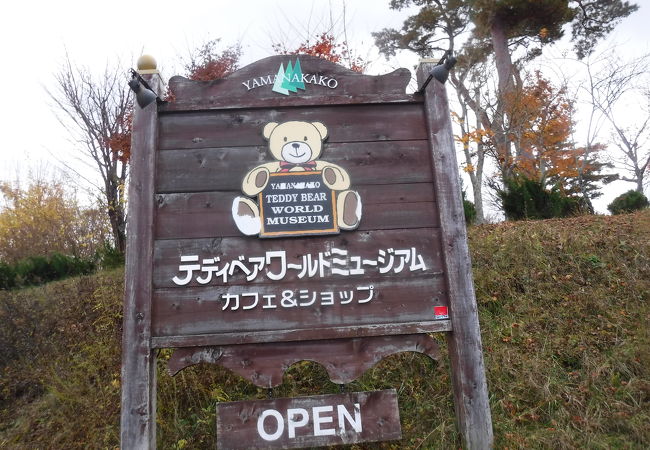 YAMANAKAKO
YAMANAKAKO
TEDDY BEAR
WORLD
MUSEUM
テディベアワールドミュージアム
カフェ&ショップ
OPEN